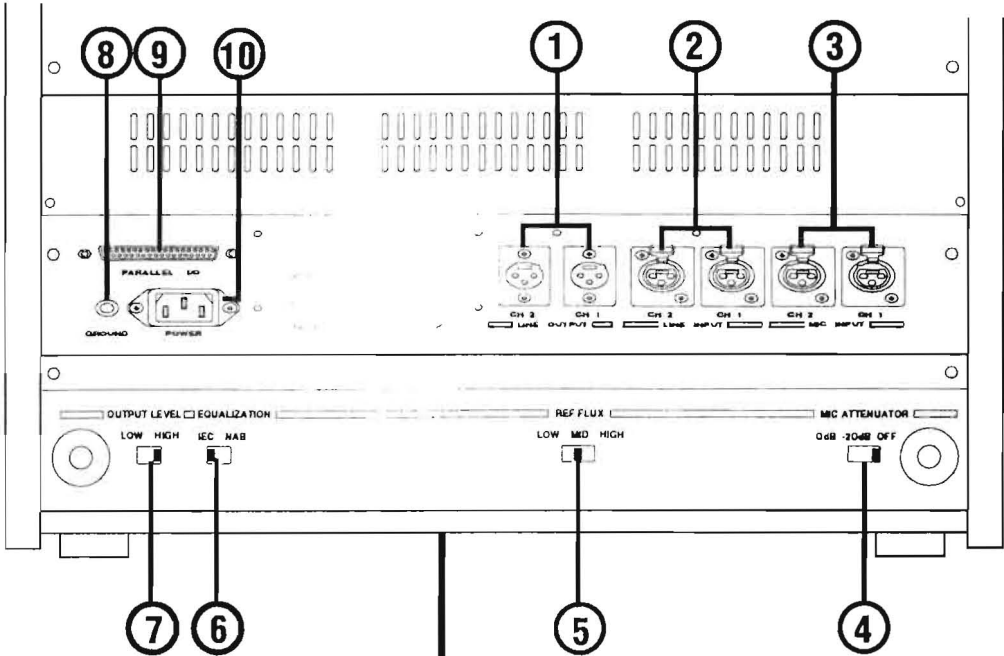 8 9 10 1 2 3
PARALLEL I/O
GROUND POWER
CH 2 CH 1 CH 2 CH 1 CH 2 CH 1
LINE OUTPUT LINE INPUT MIC INPUT
OUTPUT LEVEL EQUALIZATION REF FLUX MIC ATTENUATOR
LOW HIGH IEC NAB LOW MID HIGH 0dB -20dB OFF
7 6 5 4